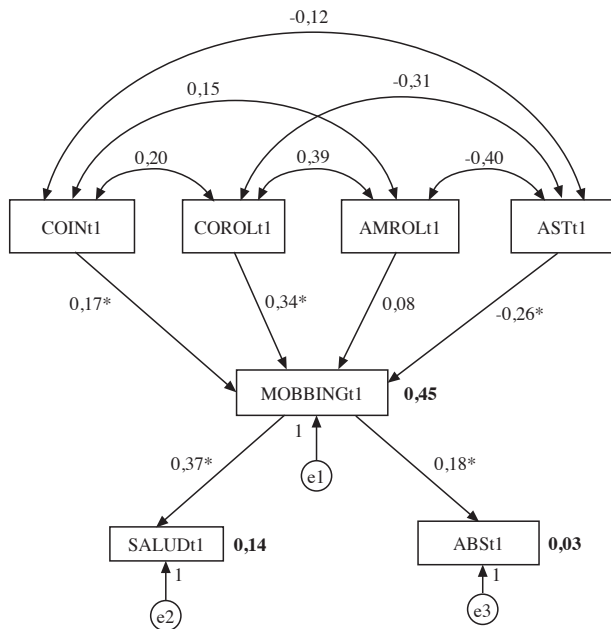 -0,12
0,15
-0,31
0,20
0,39
-0,40
COINt1
COROLt1
AMROLt1
ASTt1
0,17*
0,34*
0,08
-0,26*
MOBBINGt1
0,45
1
0,37*
e1
0,18*
SALUDt1
0,14
ABSt1
0,03
1
1
e2
e3